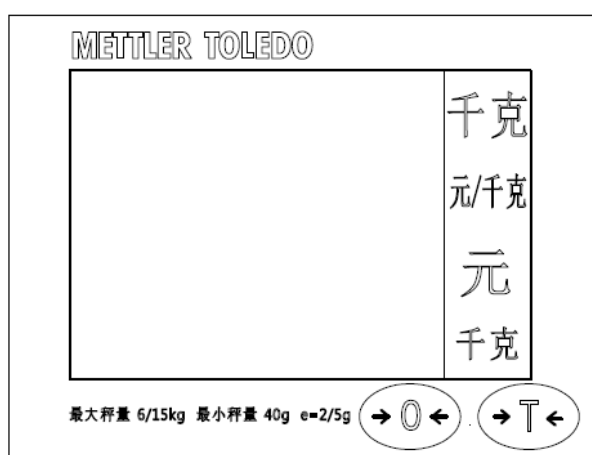 METTLER TOLEDO
千克
元/千克
元
千克
最大秤量 6/15kg 最小秤量 40g e=2/5g →0← →T←